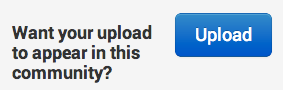 Want your upload
to appear in this
community?
Upload